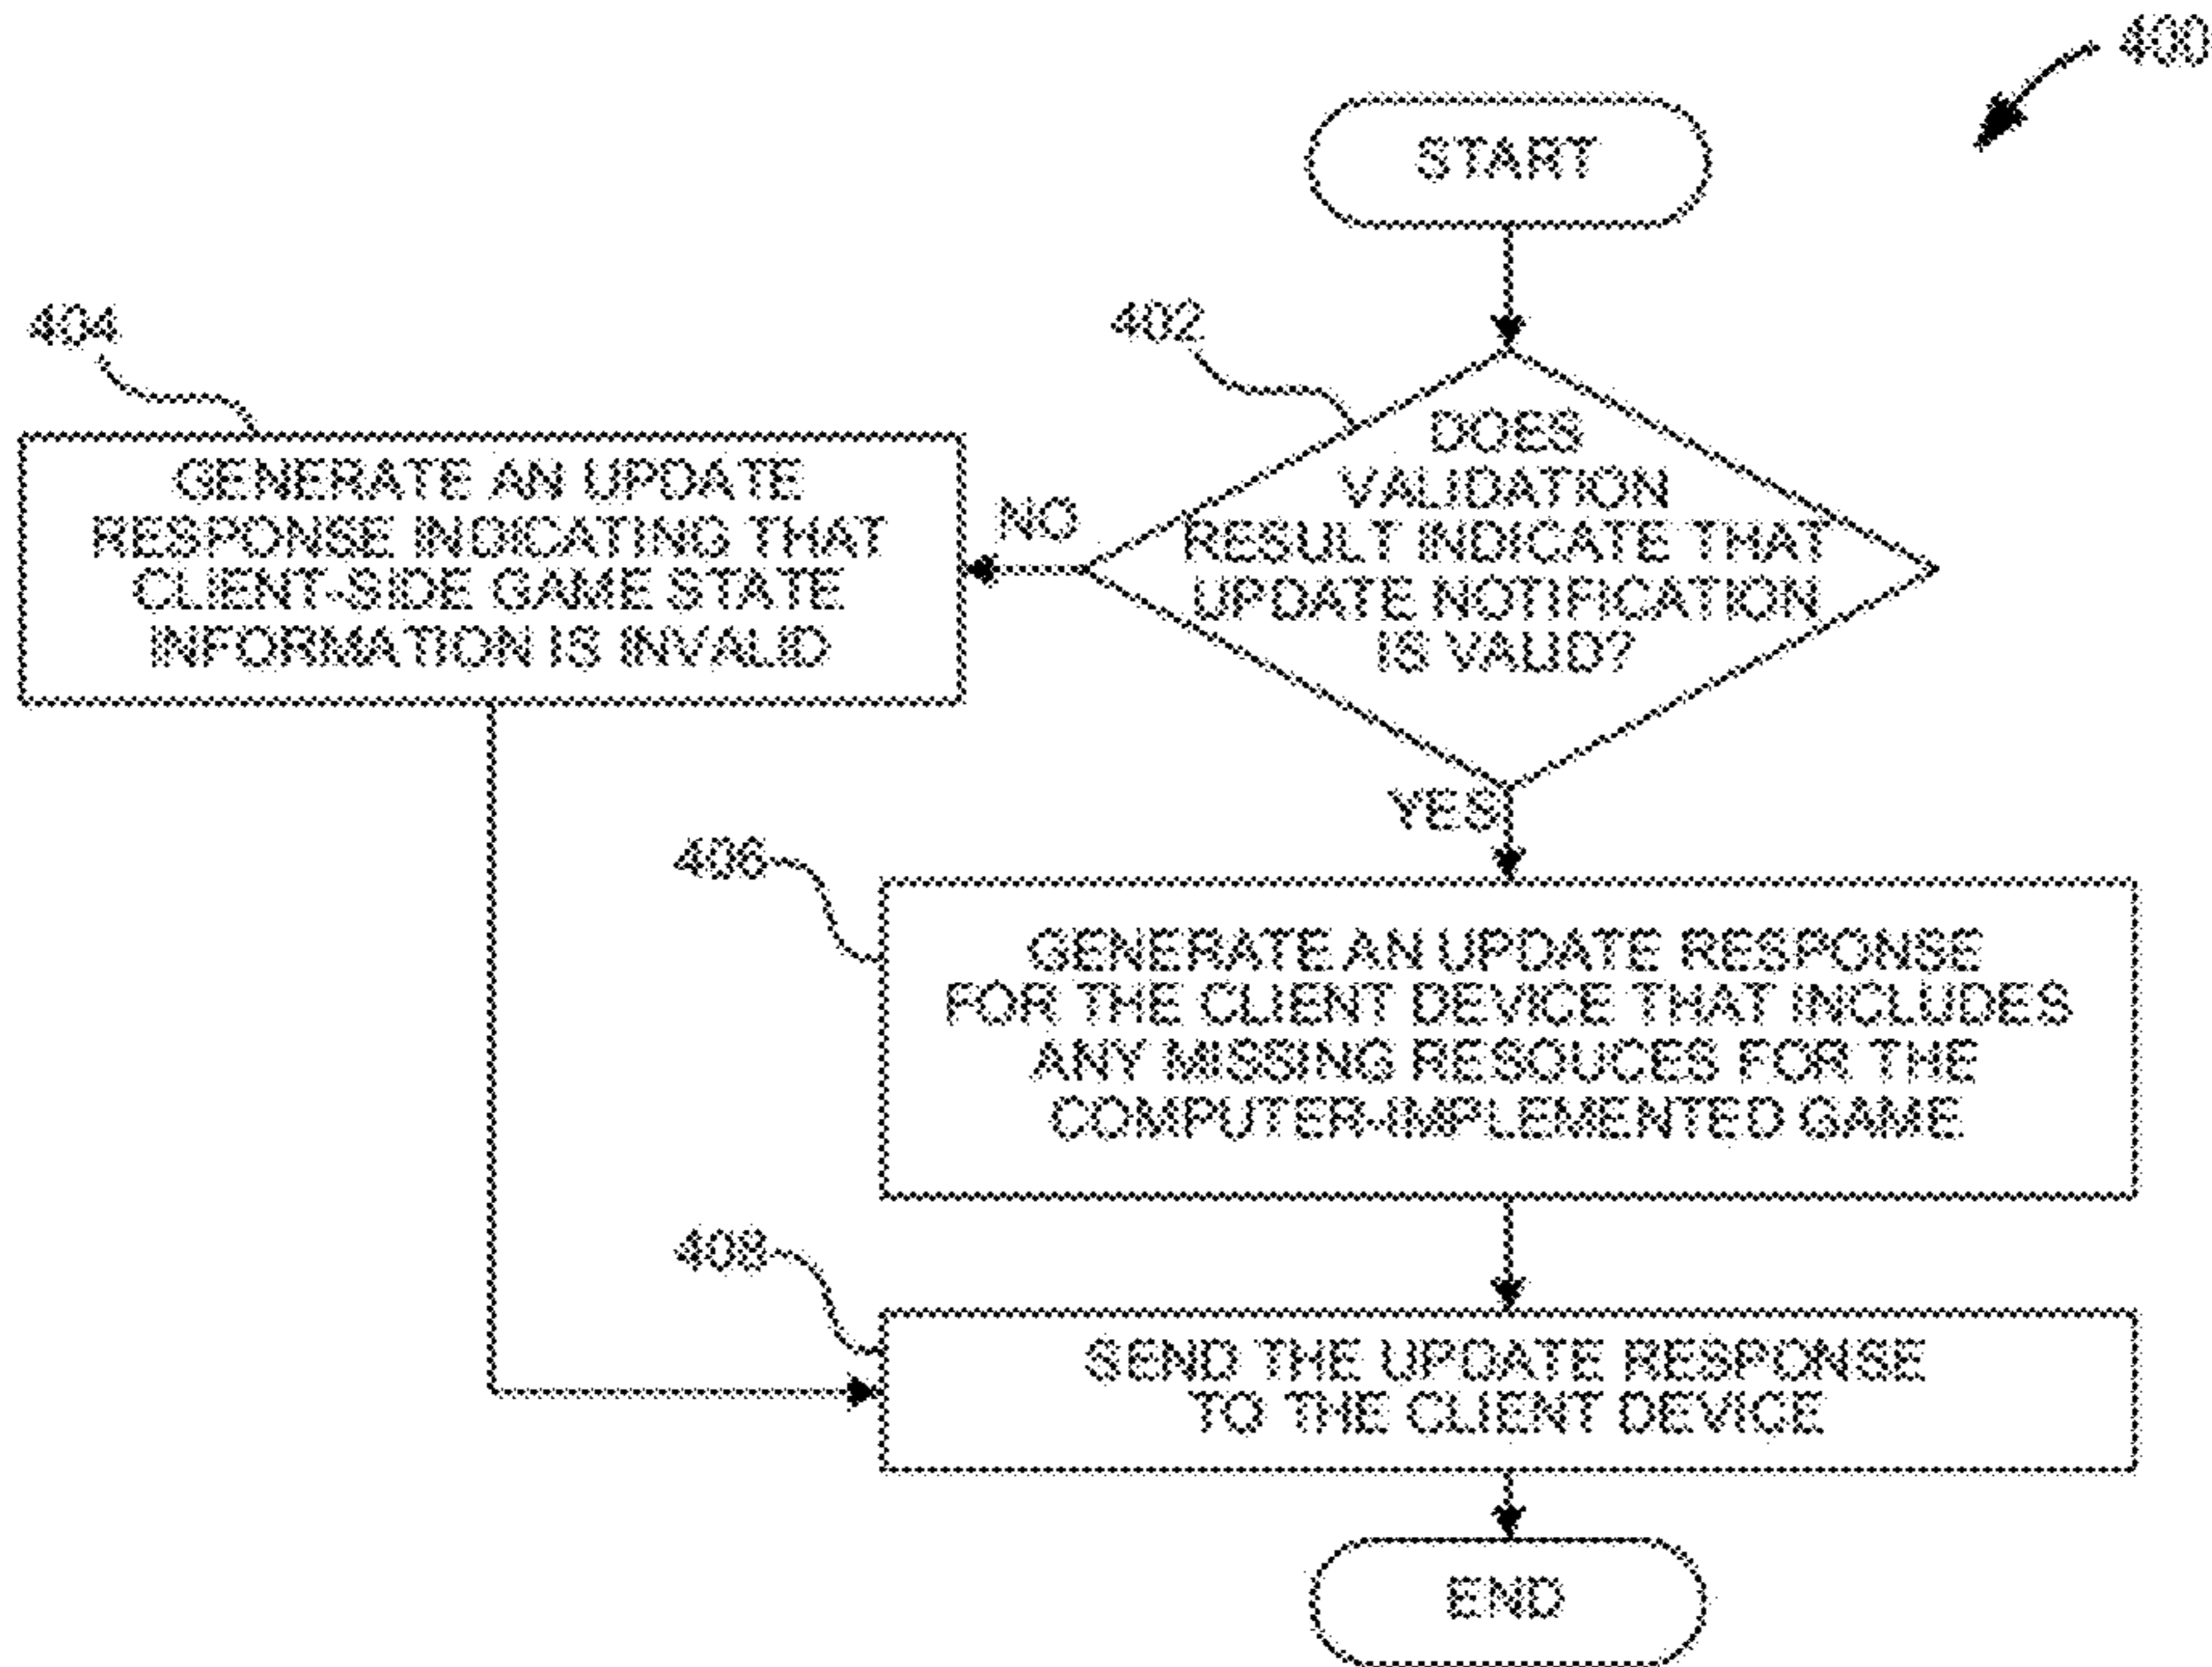 400
START
402
DOES
VALIDATION
RESULT INDICATE THAT
UPDATE NOTIFICATION
IS VALID?
NO
404
GENERATE AN UPDATE
RESPONSE INDICATING THAT
CLIENT-SIDE GAME STATE
INFORMATION IS INVALID
YES
406
GENERATE AN UPDATE RESPONSE
FOR THE CLIENT DEVICE THAT INCLUDES
ANY MISSING RESOUCES FOR THE
COMPUTER-IMPLEMENTED GAME
408
SEND THE UPDATE RESPONSE
TO THE CLIENT DEVICE
END